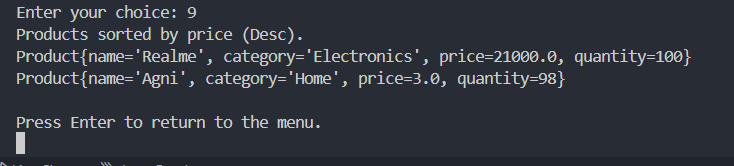 Enter your choice: 9
Products sorted by price (Desc).
Product{name='Realme', category='Electronics', price=21000.0, quantity=100}
Product{name='Agni', category='Home', price=3.0, quantity=98}
Press Enter to return to the menu.